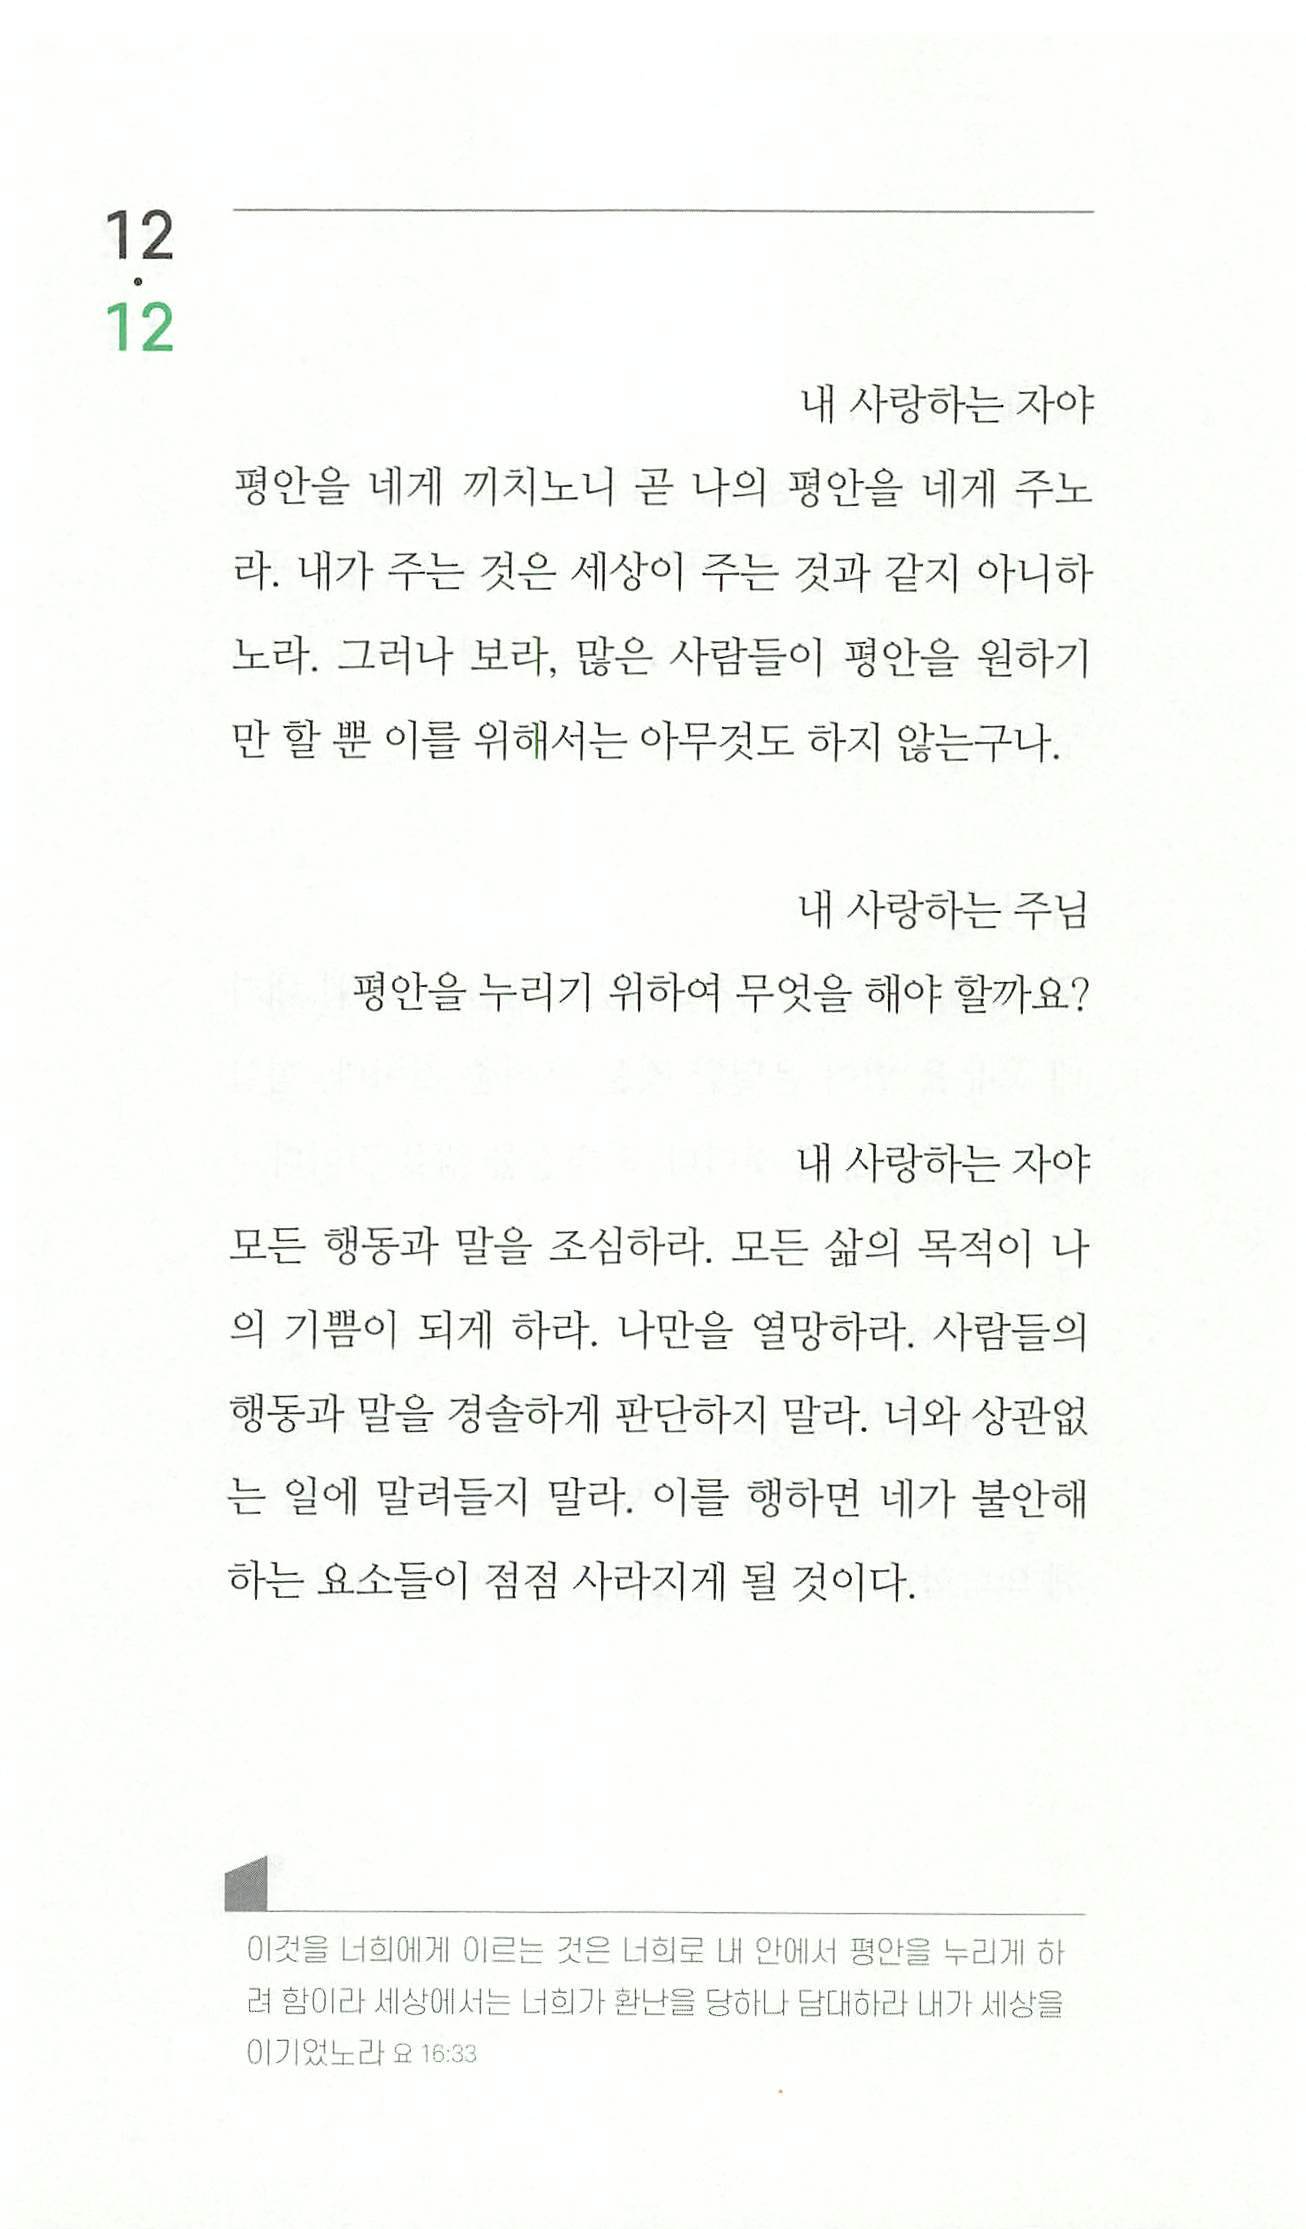 12
·
12
내 사랑하는 자야
평안을 네게 끼치노니 곧 나의 평안을 네게 주노
라. 내가 주는 것은 세상이 주는 것과 같지 아니하
노라. 그러나 보라, 많은 사람들이 평안을 원하기
만 할 뿐 이를 위해서는 아무것도 하지 않는구나.
내 사랑하는 주님
평안을 누리기 위하여 무엇을 해야 할까요?
내 사랑하는 자야
모든 행동과 말을 조심하라. 모든 삶의 목적이 나
의 기쁨이 되게 하라. 나만을 열망하라. 사람들의
행동과 말을 경솔하게 판단하지 말라. 너와 상관없
는 일에 말려들지 말라. 이를 행하면 네가 불안해
하는 요소들이 점점 사라지게 될 것이다.
이것을 너희에게 이르는 것은 너희로 내 안에서 평안을 누리게 하
려 함이라 세상에서는 너희가 환난을 당하나 담대하라 내가 세상을
이기었노라 요 16:33